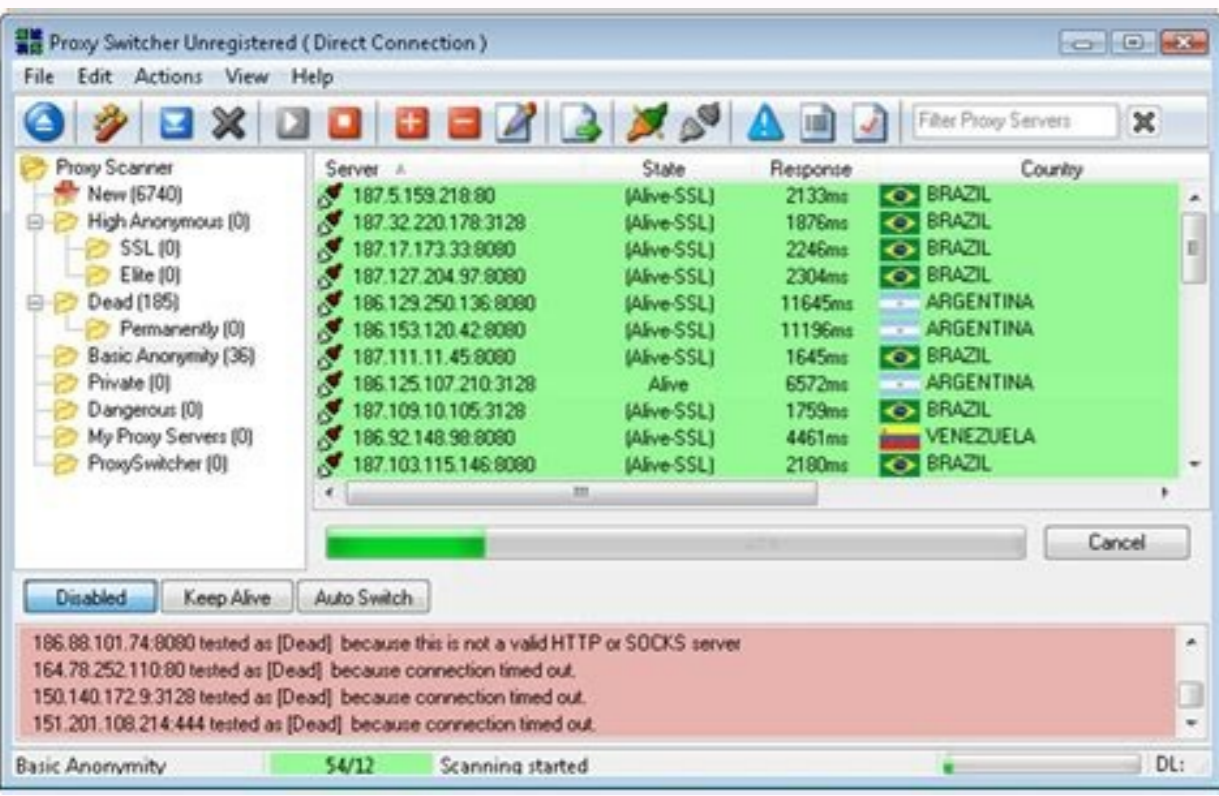 Proxy Switcher Unregistered ( Direct Connection )
File Edit Actions View Help
Filter Proxy Servers
Proxy Scanner
New (6740)
High Anonymous (0)
SSL (0)
Elite (0)
Dead (185)
Permanently (0)
Basic Anonymity (36)
Private (0)
Dangerous (0)
My Proxy Servers (0)
ProxySwitcher (0)
Server State Response Country
187.5.159.218:80 (Alive-SSL) 2133ms BRAZIL
187.32.220.178:3128 (Alive-SSL) 1876ms BRAZIL
187.17.173.33:8080 (Alive-SSL) 2246ms BRAZIL
187.127.204.97:8080 (Alive-SSL) 2304ms BRAZIL
186.129.250.136:8080 (Alive-SSL) 11645ms ARGENTINA
186.153.120.42:8080 (Alive-SSL) 11196ms ARGENTINA
187.111.11.45:8080 (Alive-SSL) 1645ms BRAZIL
186.125.107.210:3128 Alive 6572ms ARGENTINA
187.109.10.105:3128 (Alive-SSL) 1759ms BRAZIL
186.92.148.98:8080 (Alive-SSL) 4461ms VENEZUELA
187.103.115.146:8080 (Alive-SSL) 2180ms BRAZIL
Cancel
Disabled Keep Alive Auto Switch
186.88.101.74:8080 tested as [Dead] because this is not a valid HTTP or SOCKS server
164.78.252.110:80 tested as [Dead] because connection timed out.
150.140.172.9:3128 tested as [Dead] because connection timed out.
151.201.108.214:444 tested as [Dead] because connection timed out.
Basic Anonymity 54/12 Scanning started DL: